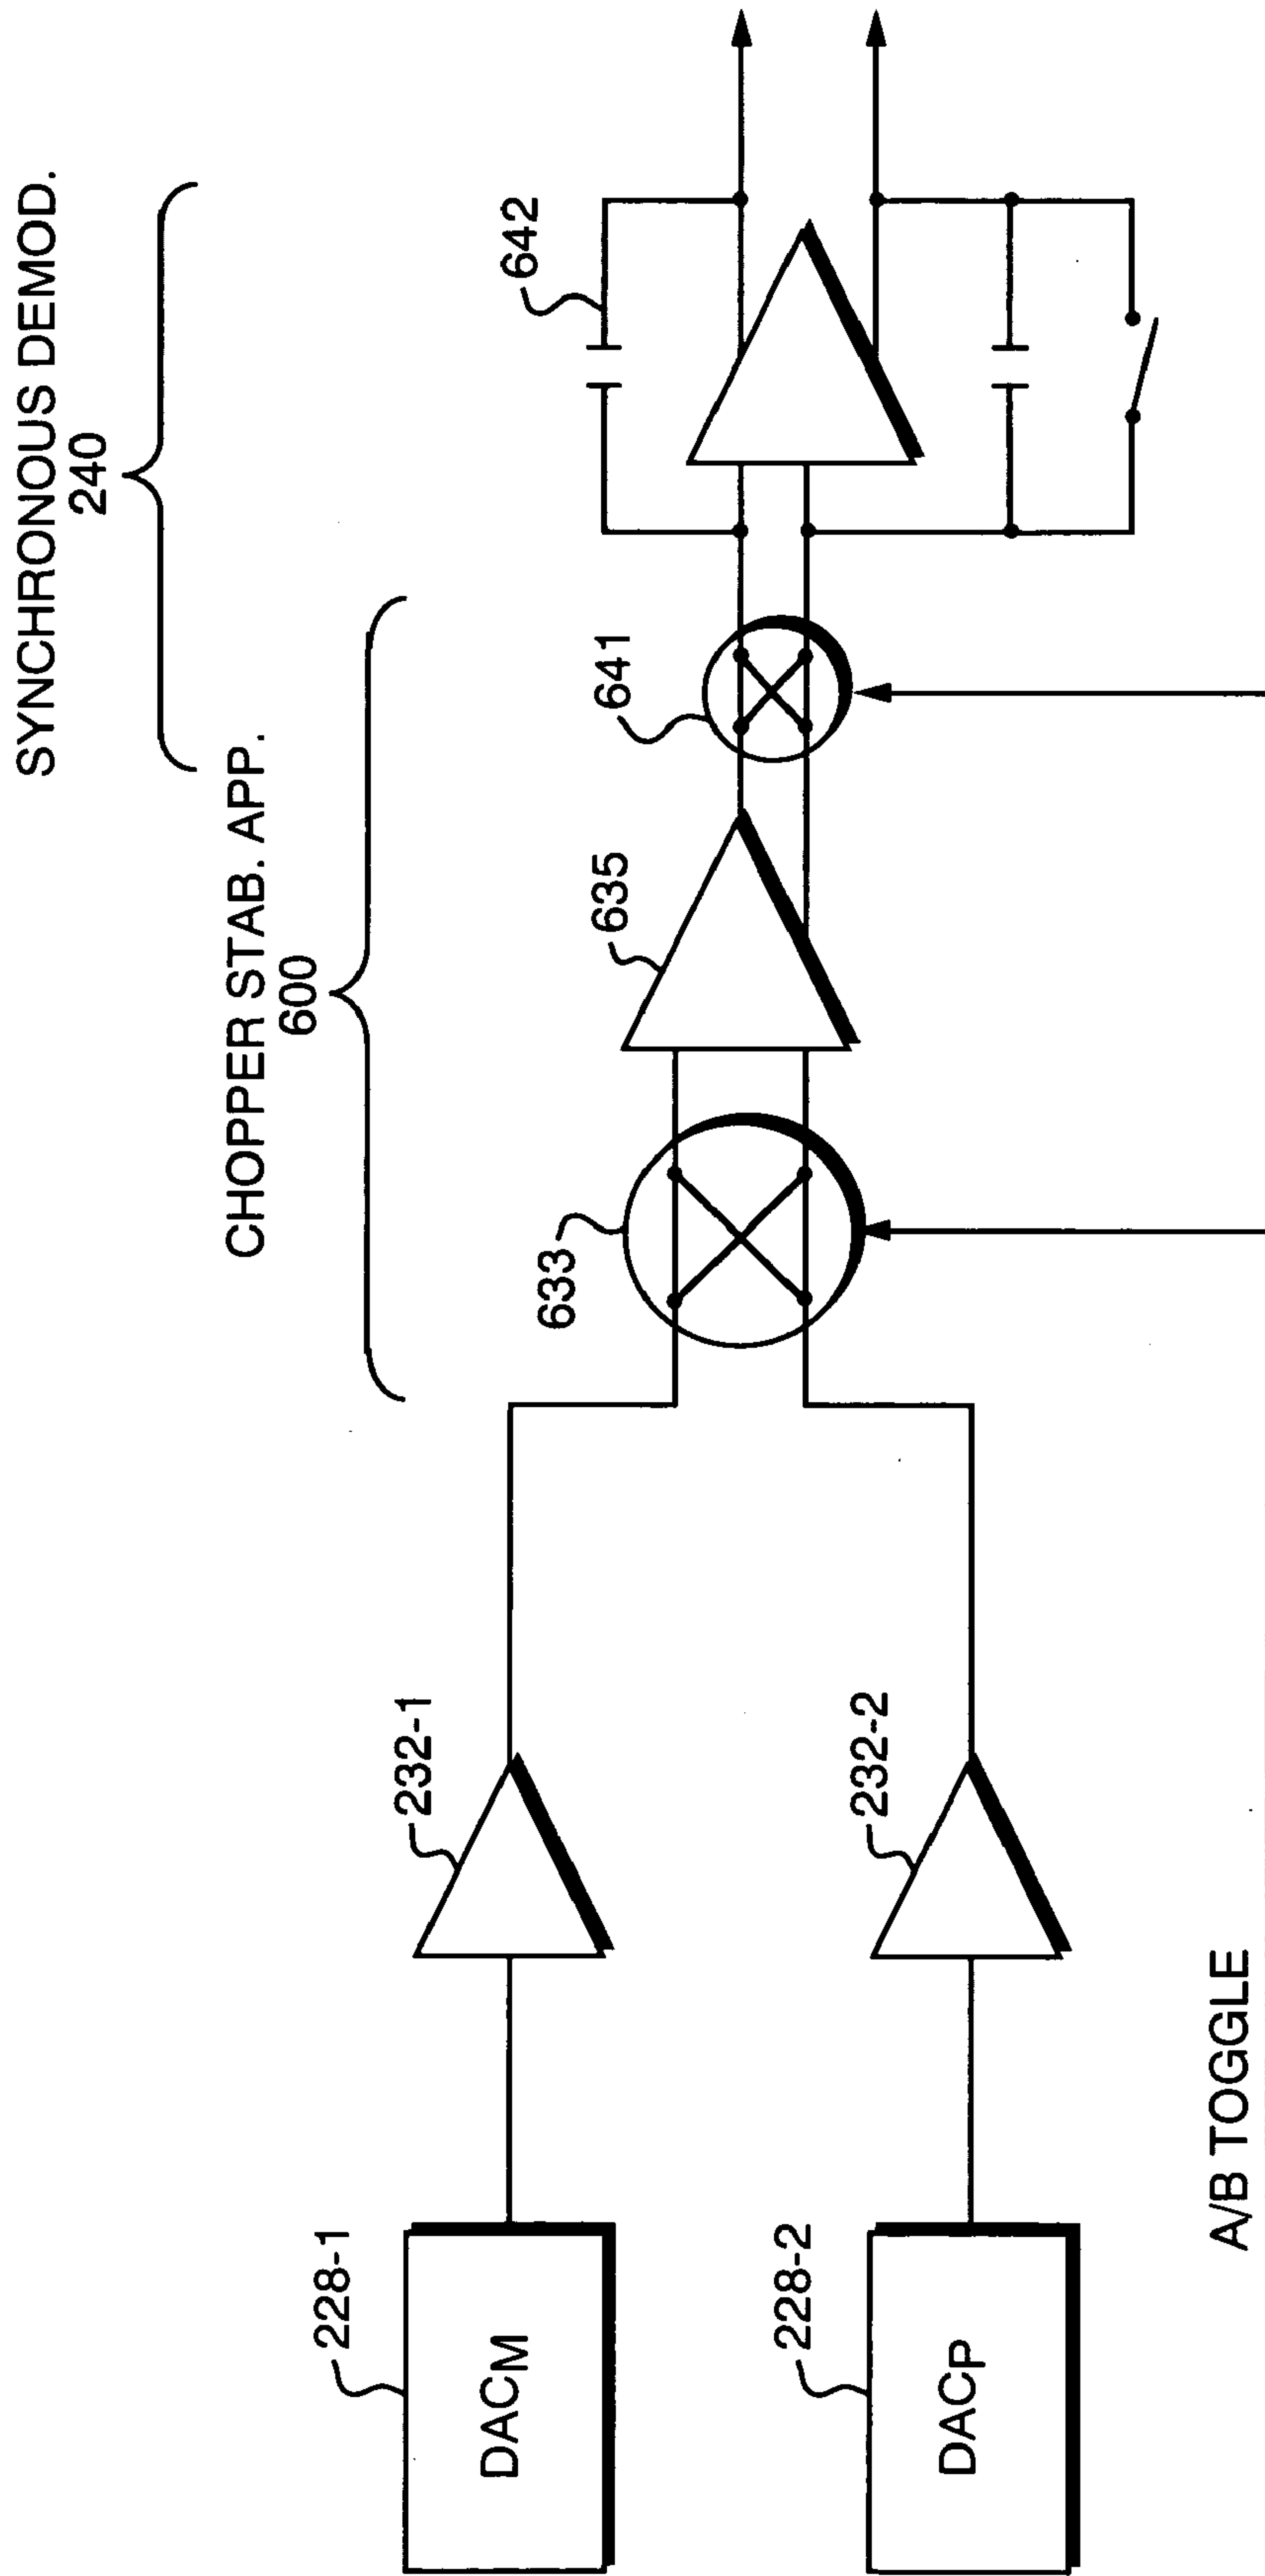 SYNCHRONOUS DEMOD.
240
CHOPPER STAB. APP.
600
642
641
635
633
232-1
232-2
228-1
DACM
228-2
DACP
A/B TOGGLE